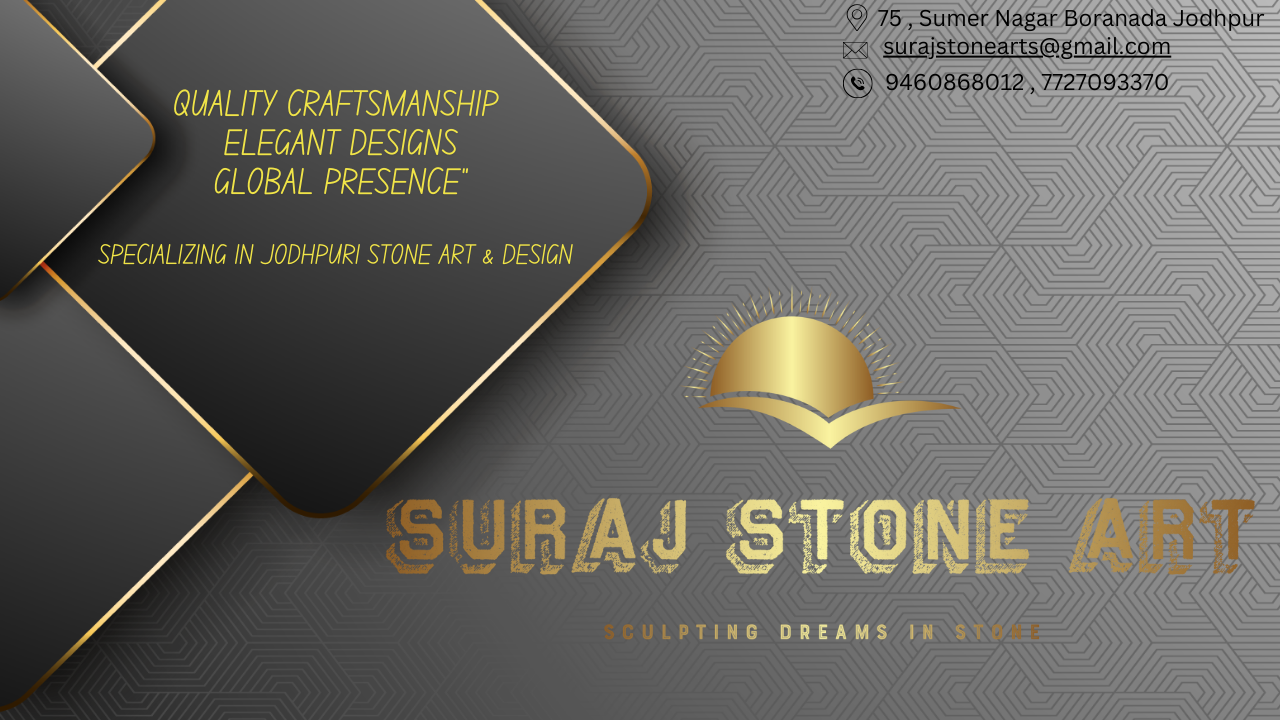 75 , Sumer Nagar Boranada Jodhpur
surajstonearts@gmail.com
9460868012 , 7727093370
QUALITY CRAFTSMANSHIP
ELEGANT DESIGNS
GLOBAL PRESENCE"
SPECIALIZING IN JODHPURI STONE ART & DESIGN
SURAJ STONE ART
SCULPTING DREAMS IN STONE